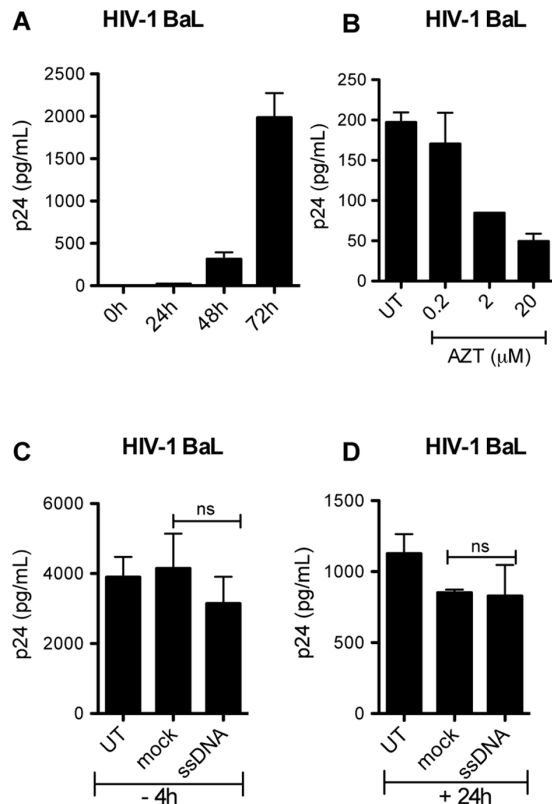 A
HIV-1 BaL
p24 (pg/mL)
2500
2000
1500
1000
500
0
0h
24h
48h
72h
B
HIV-1 BaL
p24 (pg/mL)
250
200
150
100
50
0
UT
0.2
2
20
AZT (μM)
C
HIV-1 BaL
p24 (pg/mL)
6000
4000
2000
0
ns
UT
mock
ssDNA
- 4h
D
HIV-1 BaL
p24 (pg/mL)
1500
1000
500
0
ns
UT
mock
ssDNA
+ 24h